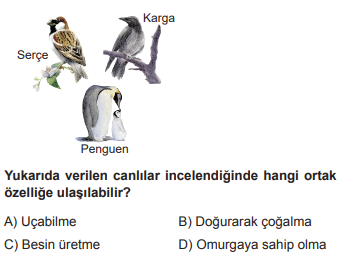 Karga
Serçe
Penguen
Yukarıda verilen canlılar incelendiğinde hangi ortak
özelliğe ulaşılabilir?
A) Uçabilme
B) Doğurarak çoğalma
C) Besin üretme
D) Omurgaya sahip olma